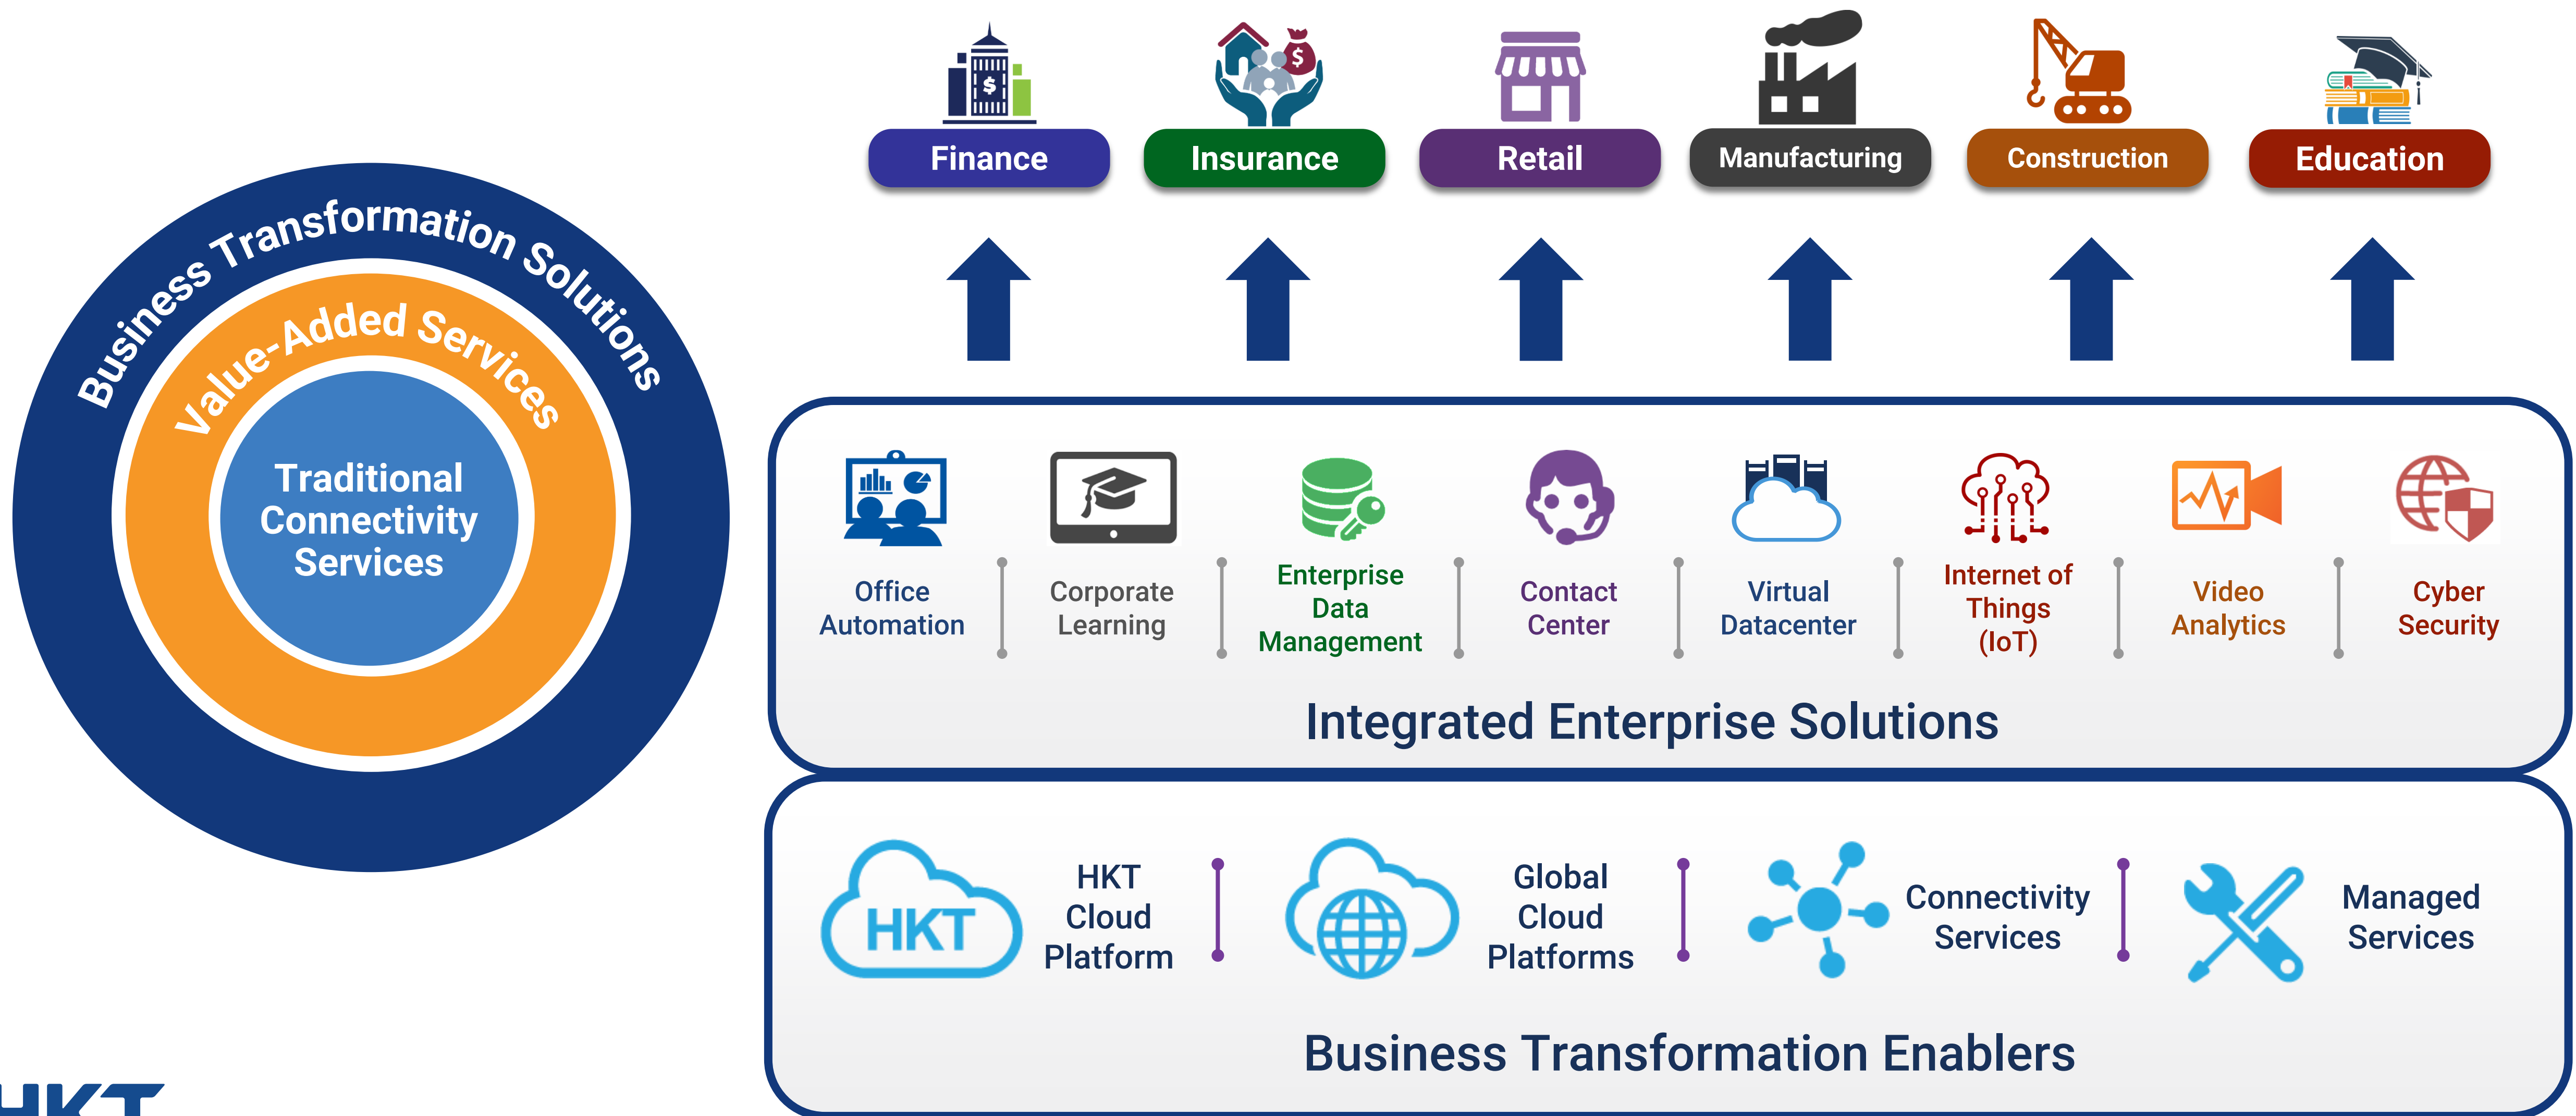 Finance
Insurance
Retail
Manufacturing
Construction
Education
$
$
Business Transformation Solutions
Value-Added Services
Traditional
Connectivity
Services
Office
Automation
Corporate
Learning
Enterprise
Data
Management
Contact
Center
Virtual
Datacenter
Internet of
Things
(IoT)
Video
Analytics
Cyber
Security
Integrated Enterprise Solutions
HKT
HKT
Cloud
Platform
Global
Cloud
Platforms
Connectivity
Services
Managed
Services
Business Transformation Enablers
HKT